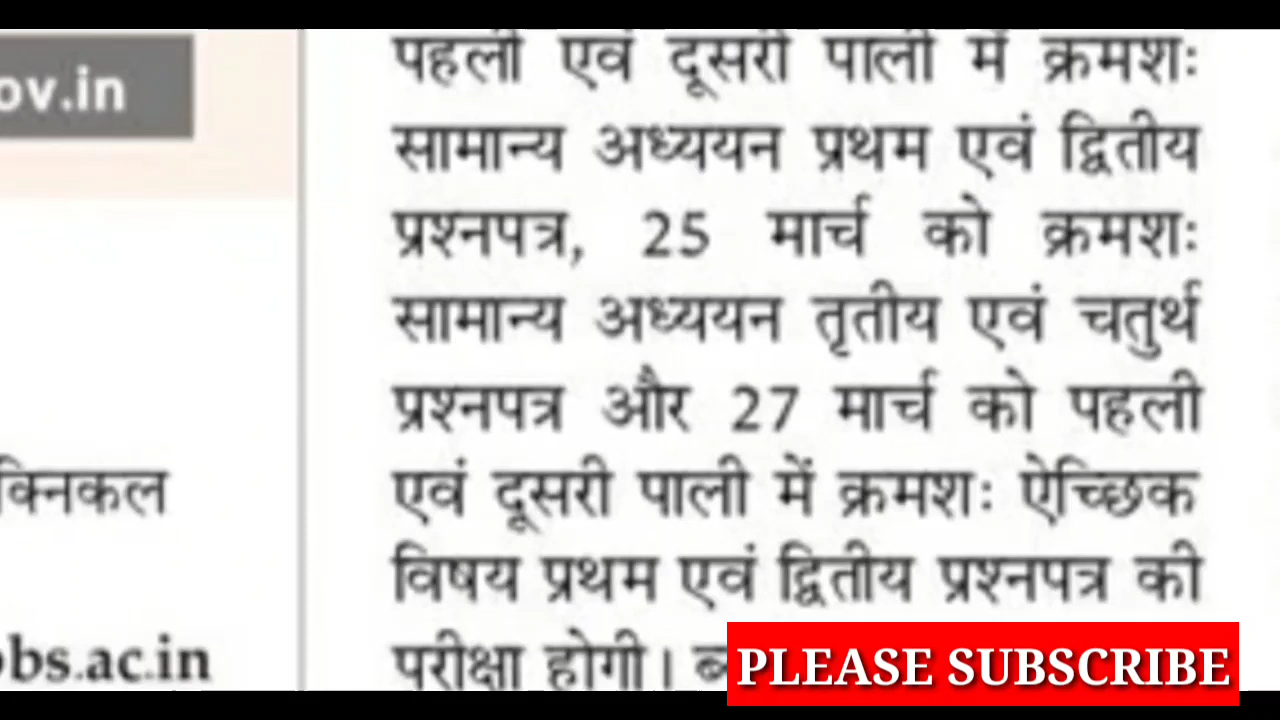 ov.in
क्निकल
obs.ac.in
पहली एवं दूसरी पाली में क्रमशः
सामान्य अध्ययन प्रथम एवं द्वितीय
प्रश्नपत्र, 25 मार्च को क्रमशः
सामान्य अध्ययन तृतीय एवं चतुर्थ
प्रश्नपत्र और 27 मार्च को पहली
एवं दूसरी पाली में क्रमशः ऐच्छिक
विषय प्रथम एवं द्वितीय प्रश्नपत्र की
परीक्षा होगी।
PLEASE SUBSCRIBE